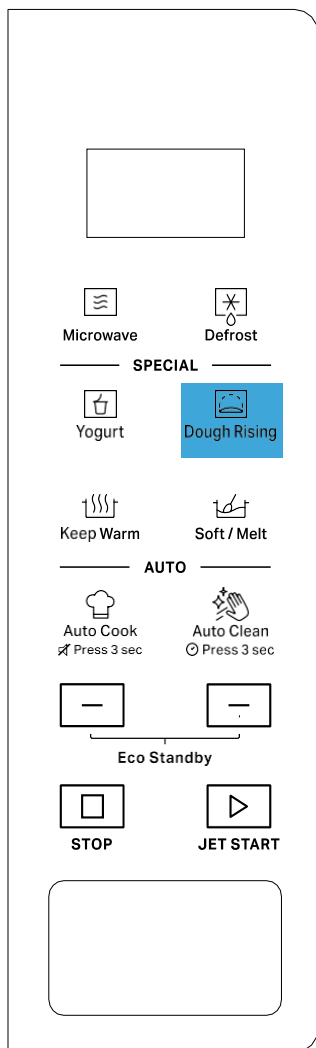 Microwave Defrost
SPECIAL
Yogurt Dough Rising
Keep Warm Soft / Melt
AUTO
Auto Cook Auto Clean
Press 3 sec Press 3 sec
Eco Standby
STOP JET START